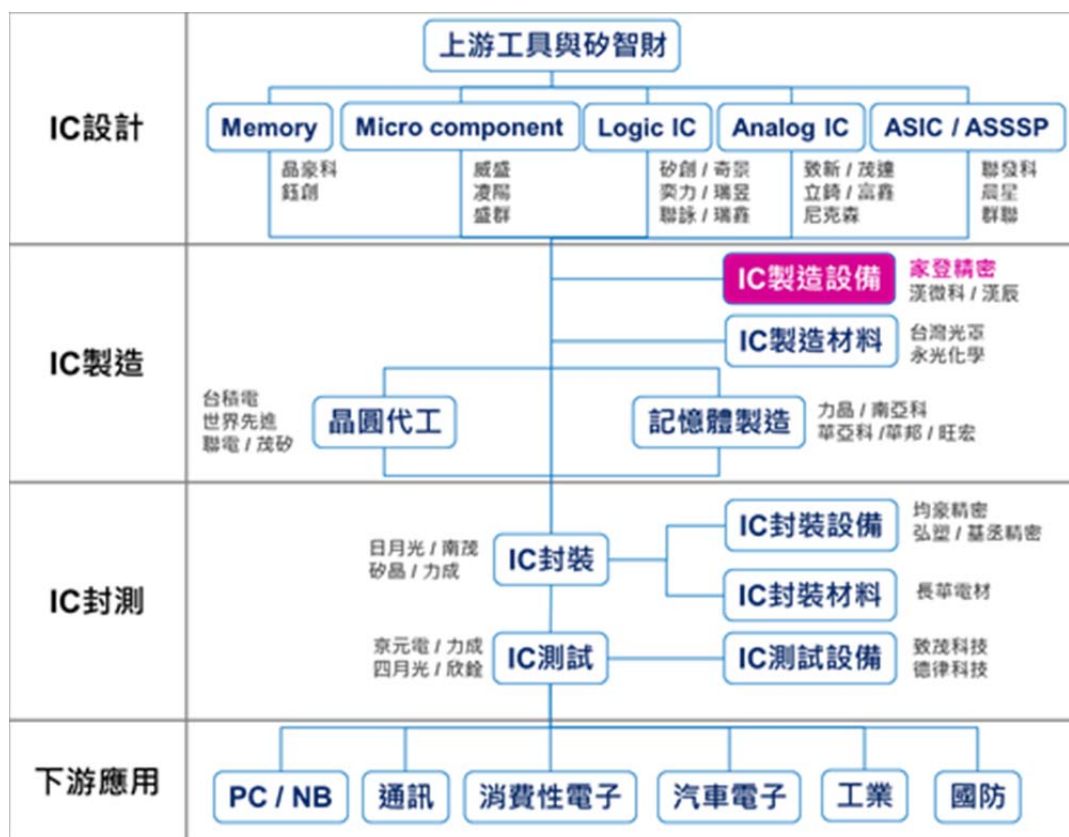 上游工具與矽智財
IC設計
Memory
Micro component
Logic IC
Analog IC
ASIC / ASSSP
晶豪科
鈺創
威盛
凌陽
盛群
矽創 / 奇景
奕力 / 瑞昱
聯詠 / 瑞鑫
致新 / 茂達
立錡 / 富鑫
尼克森
聯發科
晨星
群聯
IC製造
IC製造設備
家登精密
漢微科 / 漢辰
IC製造材料
台灣光罩
永光化學
台積電
世界先進
聯電 / 茂矽
晶圓代工
記憶體製造
力晶 / 南亞科
華亞科 /華邦 / 旺宏
IC封測
日月光 / 南茂
矽品 / 力成
IC封裝
IC封裝設備
均豪精密
弘塑 / 基丞精密
IC封裝材料
長華電材
京元電 / 力成
四月光 / 欣銓
IC測試
IC測試設備
致茂科技
德律科技
下游應用
PC / NB
通訊
消費性電子
汽車電子
工業
國防